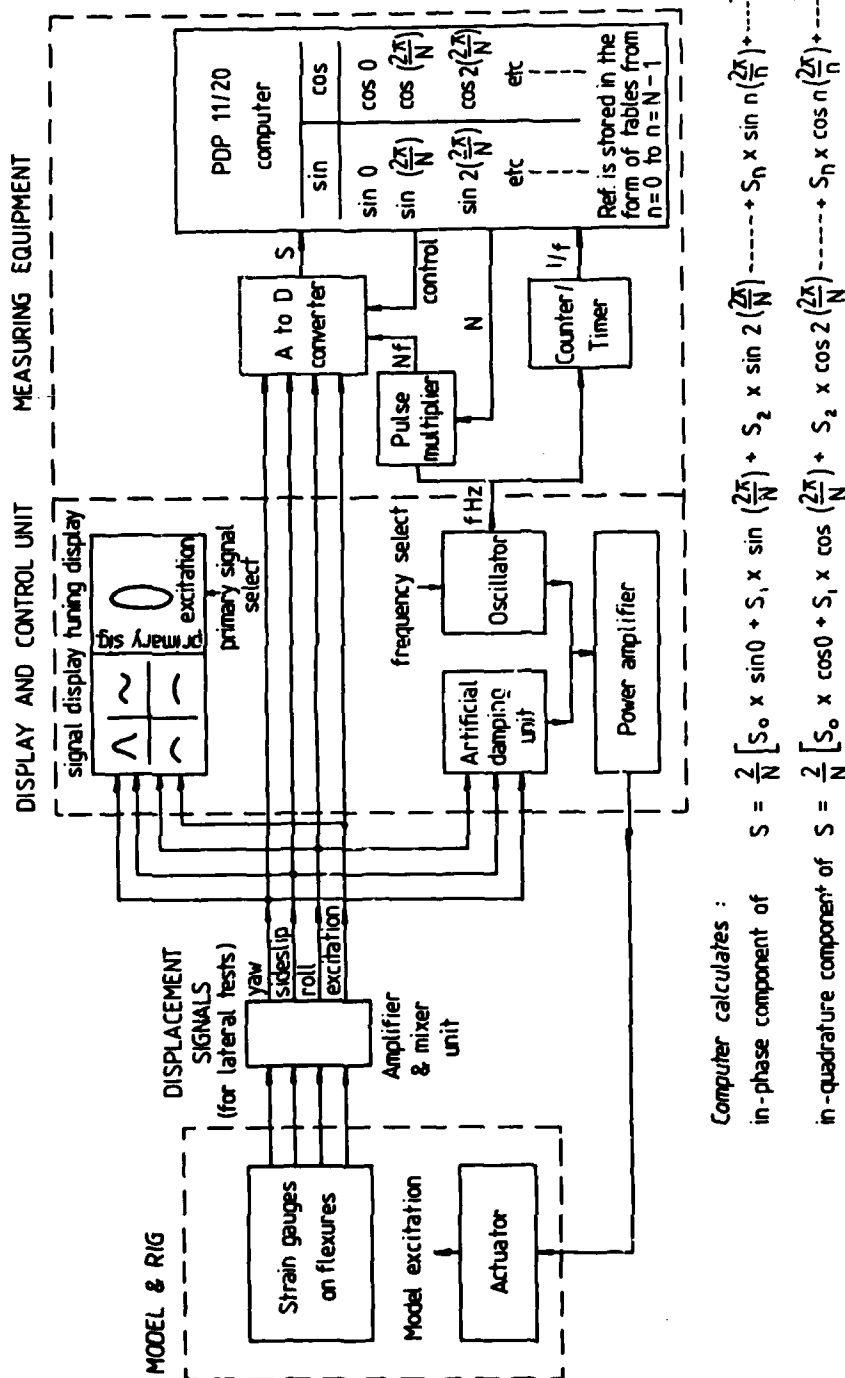 MODEL & RIG
Strain gauges
on flexures
Model excitation
Actuator
DISPLACEMENT
SIGNALS
(for lateral tests)
yaw
sideslip
roll
excitation
Amplifier
& mixer
unit
DISPLAY AND CONTROL UNIT
signal display
tuning display
primary sig
excitation
primary signal
select
frequency select
Artificial
damping
unit
Oscillator
f Hz
Power amplifier
MEASURING EQUIPMENT
A to D
converter
S
control
Nf
Pulse
multiplier
N
Counter/
Timer
1/f
PDP 11/20
computer
sin cos
sin 0 cos 0
sin (2π/N) cos (2π/N)
sin 2(2π/N) cos 2(2π/N)
etc etc
Ref. is stored in the
form of tables from
n=0 to n=N-1
Computer calculates :
in-phase component of S = 2/N [S₀ x sin0 + S₁ x sin (2π/N) + S₂ x sin 2(2π/N) ------+ Sn x sin n(2π/n)+----
in-quadrature component of S = 2/N [S₀ x cos0 + S₁ x cos (2π/N) + S₂ x cos2(2π/N) ------+ Sn x cos n(2π/n)+----